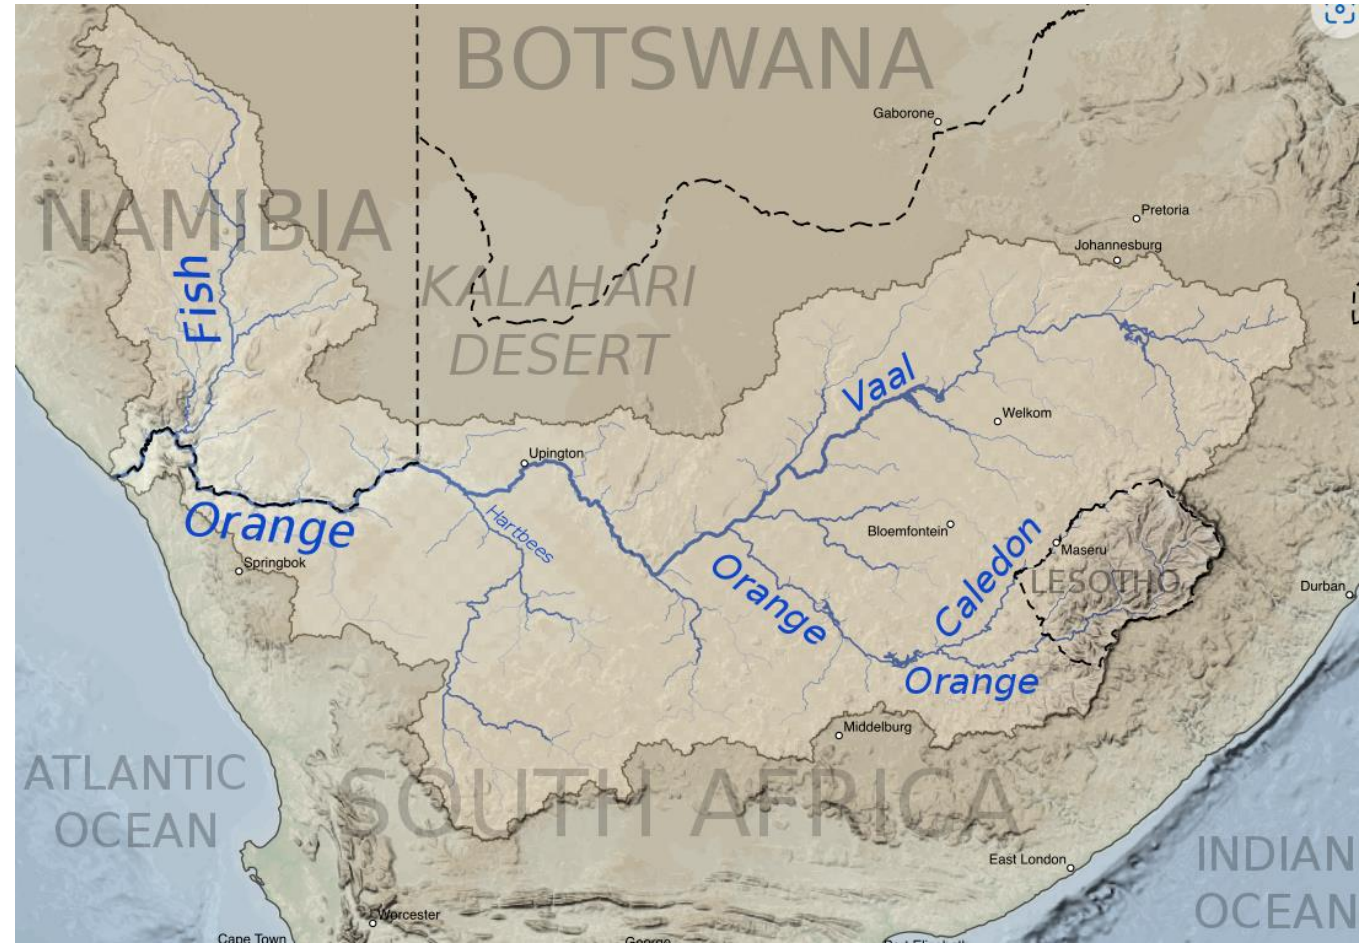 BOTSWANA
Gaborone
NAMIBIA
Pretoria
Johannesburg
Fish
KALAHARI
DESERT
Vaal
Welkom
Upington
Orange
Hartbees
Bloemfontein
Caledon
Maseru
LESOTHO
Springbok
Orange
Durban
Orange
Middelburg
ATLANTIC
OCEAN
SOUTH AFRICA
East London
INDIAN
OCEAN
Worcester
Cape Town
George